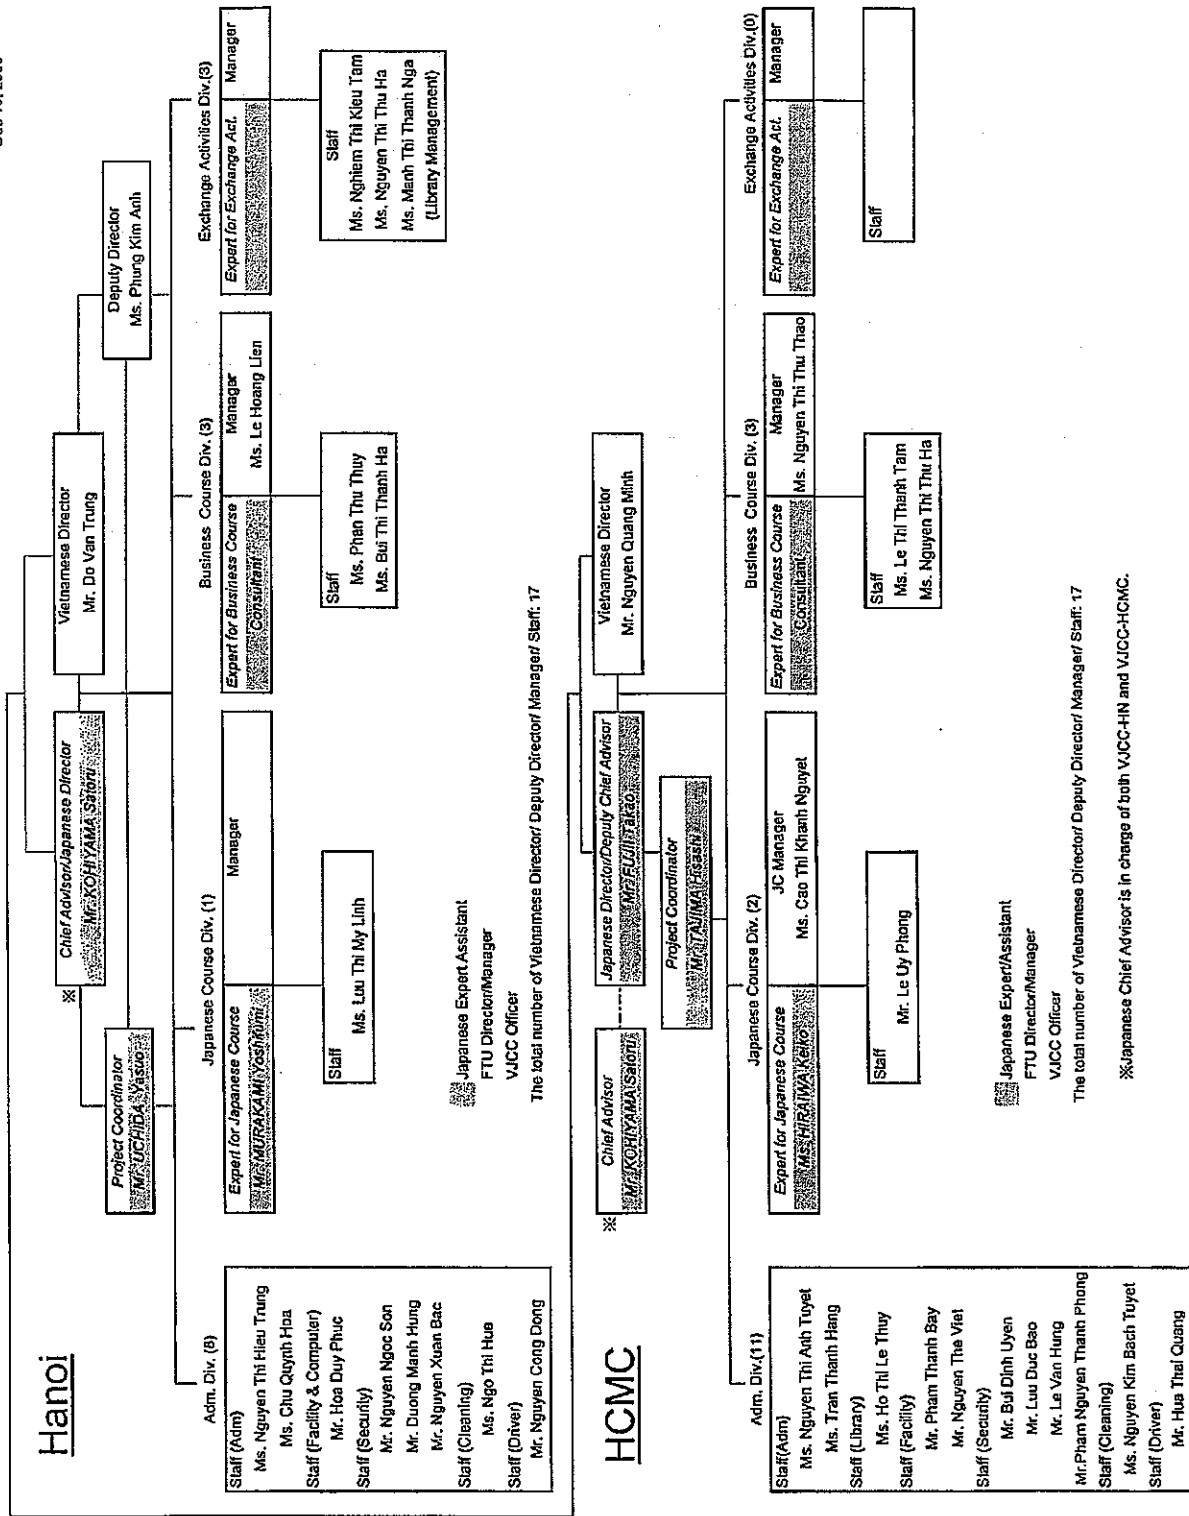 Hanoi
Vietnamese Director
Mr. Do Van Trung
Deputy Director
Ms. Phung Kim Anh
※
Chief Advisor/Japanese Director
Mr. KOHIYAMA Satoru
Project Coordinator
Mr. UCHIDA Yasuo
Adm. Div. (8)
Staff (Adm)
Ms. Nguyen Thi Hieu Trung
Ms. Chu Quynh Hoa
Staff (Facility & Computer)
Mr. Hoa Duy Phuc
Staff (Security)
Mr. Nguyen Ngoc Son
Mr. Duong Manh Hung
Mr. Nguyen Xuan Bac
Staff (Cleaning)
Ms. Ngo Thi Hue
Staff (Driver)
Mr. Nguyen Cong Dong
Japanese Course Div. (1)
Expert for Japanese Course
Mr. MURAKAMI Yoshifumi
Manager
Staff
Ms. Luu Thi My Linh
Business Course Div. (3)
Expert for Business Course
Consultant
Manager
Ms. Le Hoang Lien
Staff
Ms. Phan Thu Thuy
Ms. Bui Thi Thanh Ha
Exchange Activities Div.(3)
Expert for Exchange Act.
Manager
Staff
Ms. Nghiem Thi Kieu Tam
Ms. Nguyen Thi Thu Ha
Ms. Manh Thi Thanh Nga
(Library Management)
Japanese Expert Assistant
FTU Director/Manager
VJCC Officer
The total number of Vietnamese Director/ Deputy Director/ Manager/ Staff: 17
HCMC
Vietnamese Director
Mr. Nguyen Quang Minh
Japanese Director/Deputy Chief Advisor
Mr. FUJII Takao
※
Chief Advisor
Mr. KOHIYAMA Satoru
Project Coordinator
Mr. TAJIMA Hisashi
Adm. Div.(11)
Staff(Adm)
Ms. Nguyen Thi Anh Tuyet
Ms. Tran Thanh Hang
Staff (Library)
Ms. Ho Thi Le Thuy
Staff (Facility)
Mr. Pham Thanh Bay
Mr. Nguyen The Viet
Staff (Security)
Mr. Bui Dinh Uyen
Mr. Luu Duc Bao
Mr. Le Van Hung
Mr.Pham Nguyen Thanh Phong
Staff (Cleaning)
Ms. Nguyen Kim Bach Tuyet
Staff (Driver)
Mr. Hua Thai Quang
Japanese Course Div. (2)
Expert for Japanese Course
Ms. HIRAIWA Keiko
JC Manager
Ms. Cao Thi Khanh Nguyet
Staff
Mr. Le Uy Phong
Business Course Div. (3)
Expert for Business Course
Consultant
Manager
Ms. Nguyen Thi Thu Thao
Staff
Ms. Le Thi Thanh Tam
Ms. Nguyen Thi Thu Ha
Exchange Activities Div.(0)
Expert for Exchange Act.
Manager
Staff
Japanese Expert/Assistant
FTU Director/Manager
VJCC Officer
The total number of Vietnamese Director/ Deputy Director/ Manager/ Staff: 17
※Japanese Chief Advisor is in charge of both VJCC-HN and VJCC-HCMC.